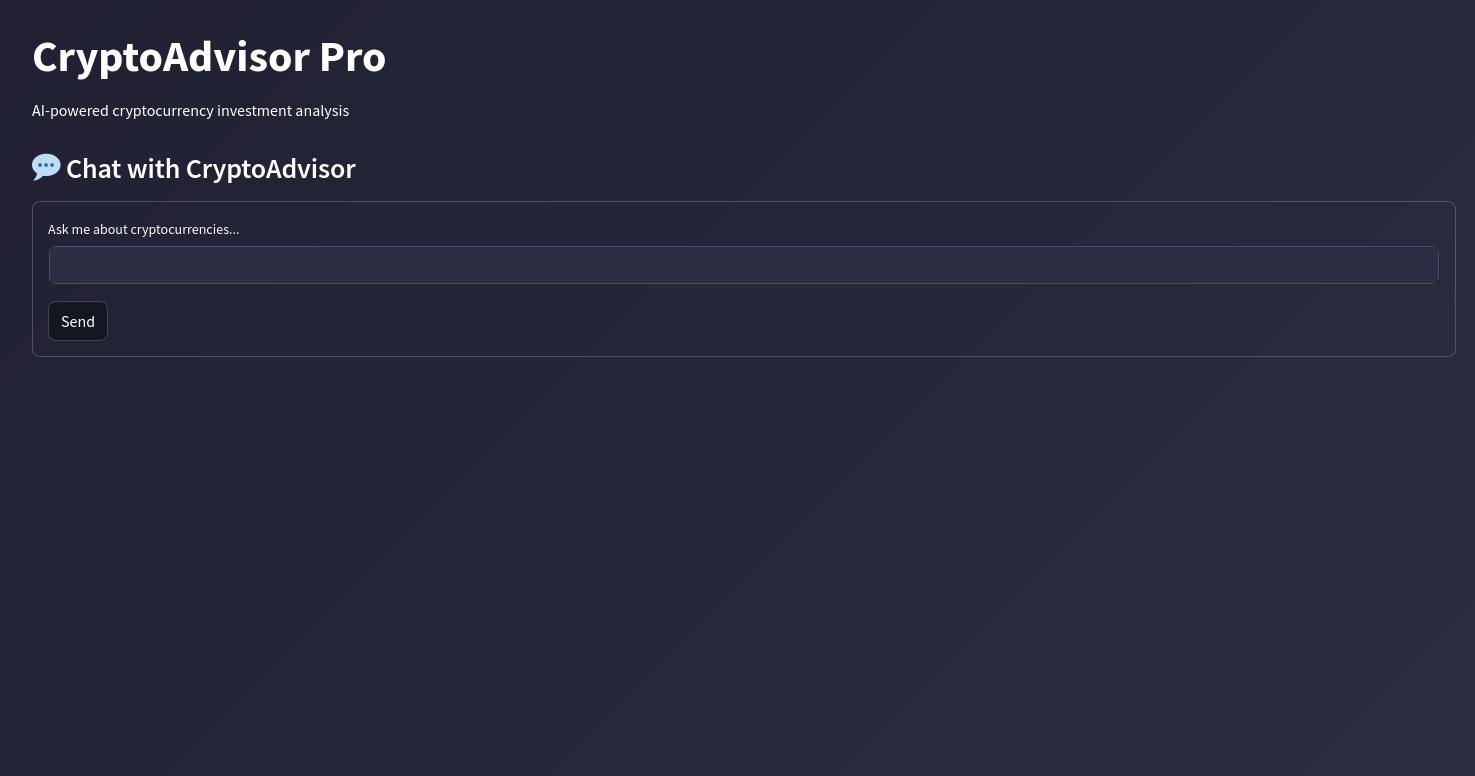 CryptoAdvisor Pro
AI-powered cryptocurrency investment analysis
💬 Chat with CryptoAdvisor
Ask me about cryptocurrencies...
Send